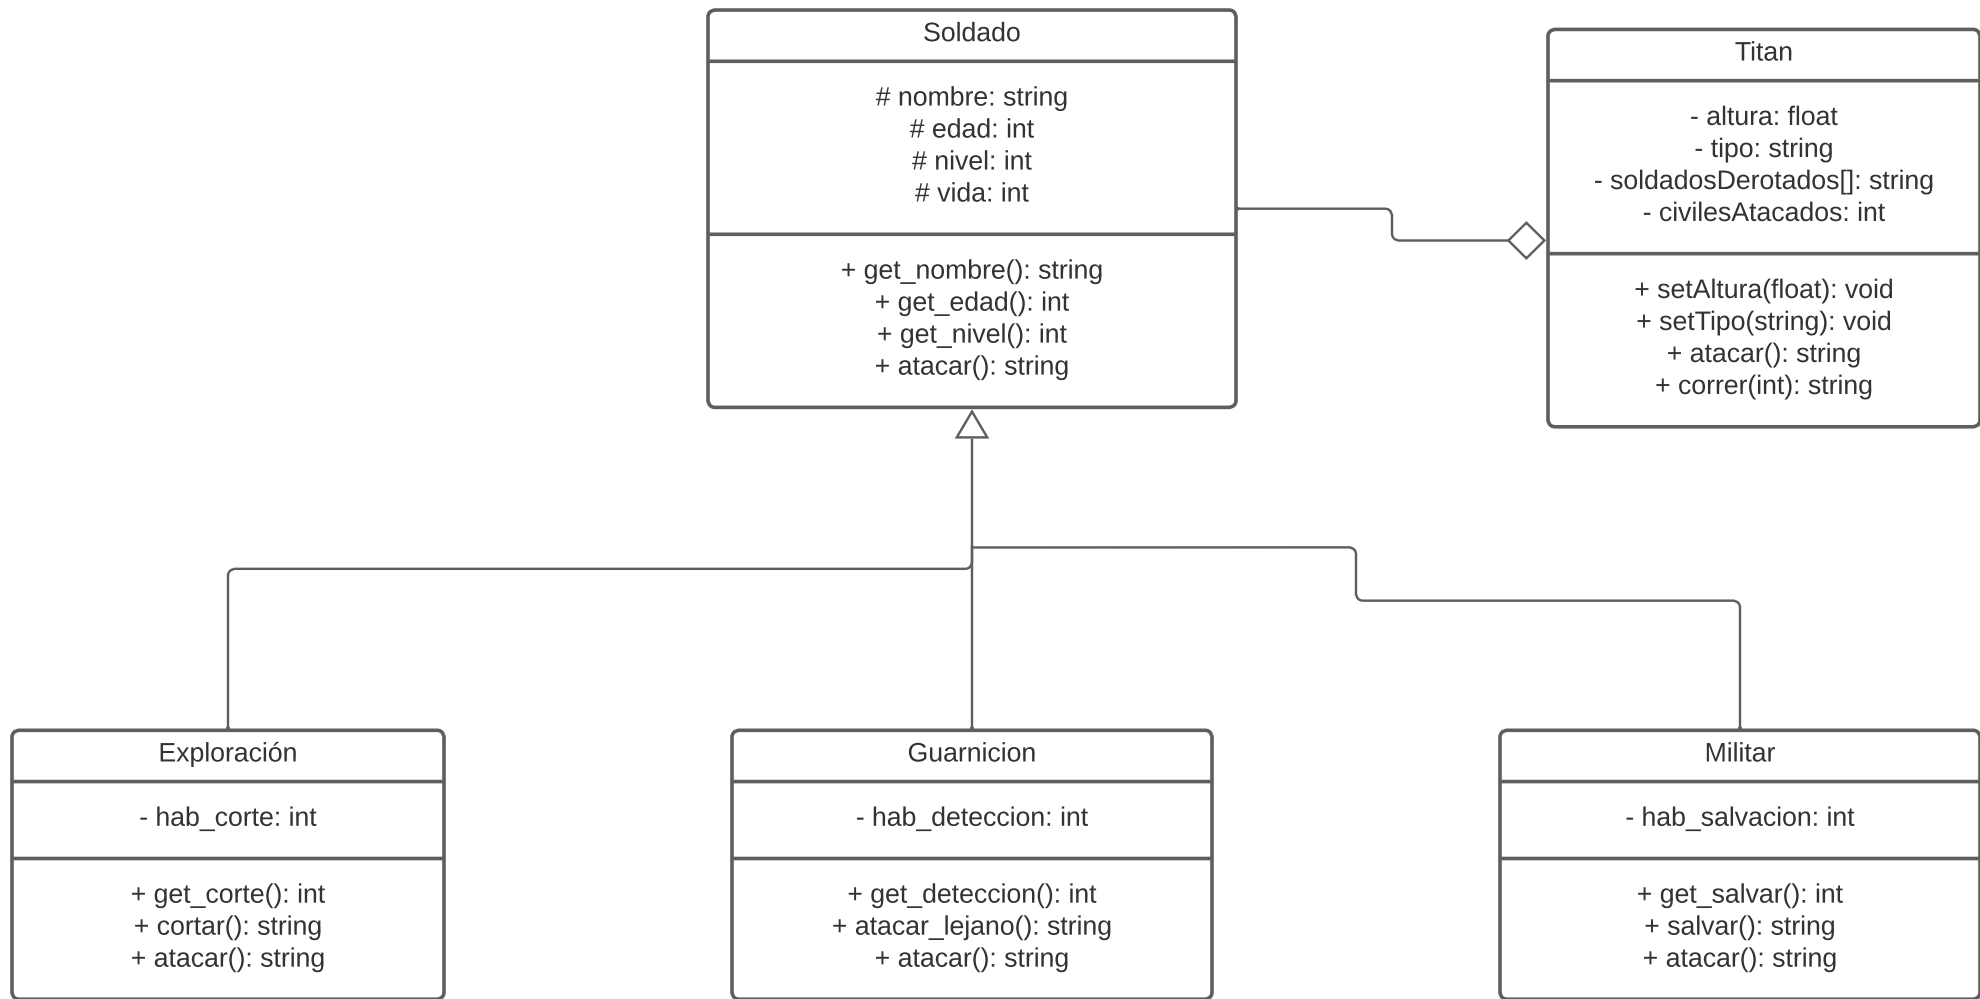 Soldado
# nombre: string
# edad: int
# nivel: int
# vida: int
+ get_nombre(): string
+ get_edad(): int
+ get_nivel(): int
+ atacar(): string
Titan
- altura: float
- tipo: string
- soldadosDerotados[]: string
- civilesAtacados: int
+ setAltura(float): void
+ setTipo(string): void
+ atacar(): string
+ correr(int): string
Exploración
- hab_corte: int
+ get_corte(): int
+ cortar(): string
+ atacar(): string
Guarnicion
- hab_deteccion: int
+ get_deteccion(): int
+ atacar_lejano(): string
+ atacar(): string
Militar
- hab_salvacion: int
+ get_salvar(): int
+ salvar(): string
+ atacar(): string